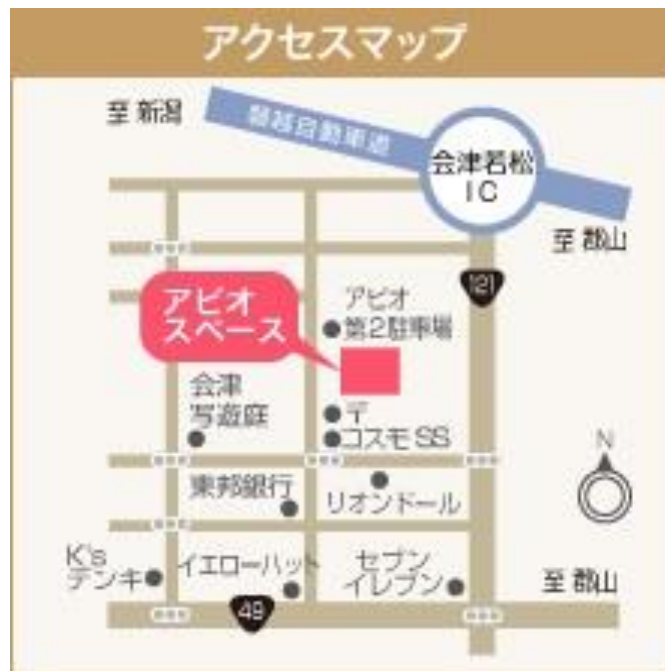 アクセスマップ
至 新潟
磐越自動車道
会津若松
IC
至 郡山
121
アピオ
スペース
アピオ
第2駐車場
会津
写遊庭
〒
コスモSS
N
東邦銀行
リオンドール
K's
デンキ
イエローハット
セブン
イレブン
至 郡山
49